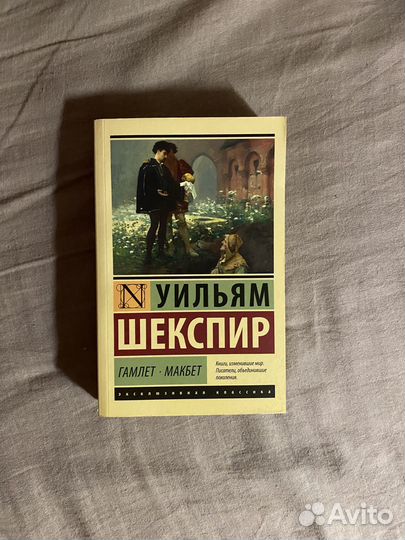 N
УИЛЬЯМ
ШЕКСПИР
ГАМЛЕТ · МАКБЕТ
Книги, изменившие мир.
Писатели, объединившие
поколения.
ЭКСКЛЮЗИВНАЯ КЛАССИКА
Avito